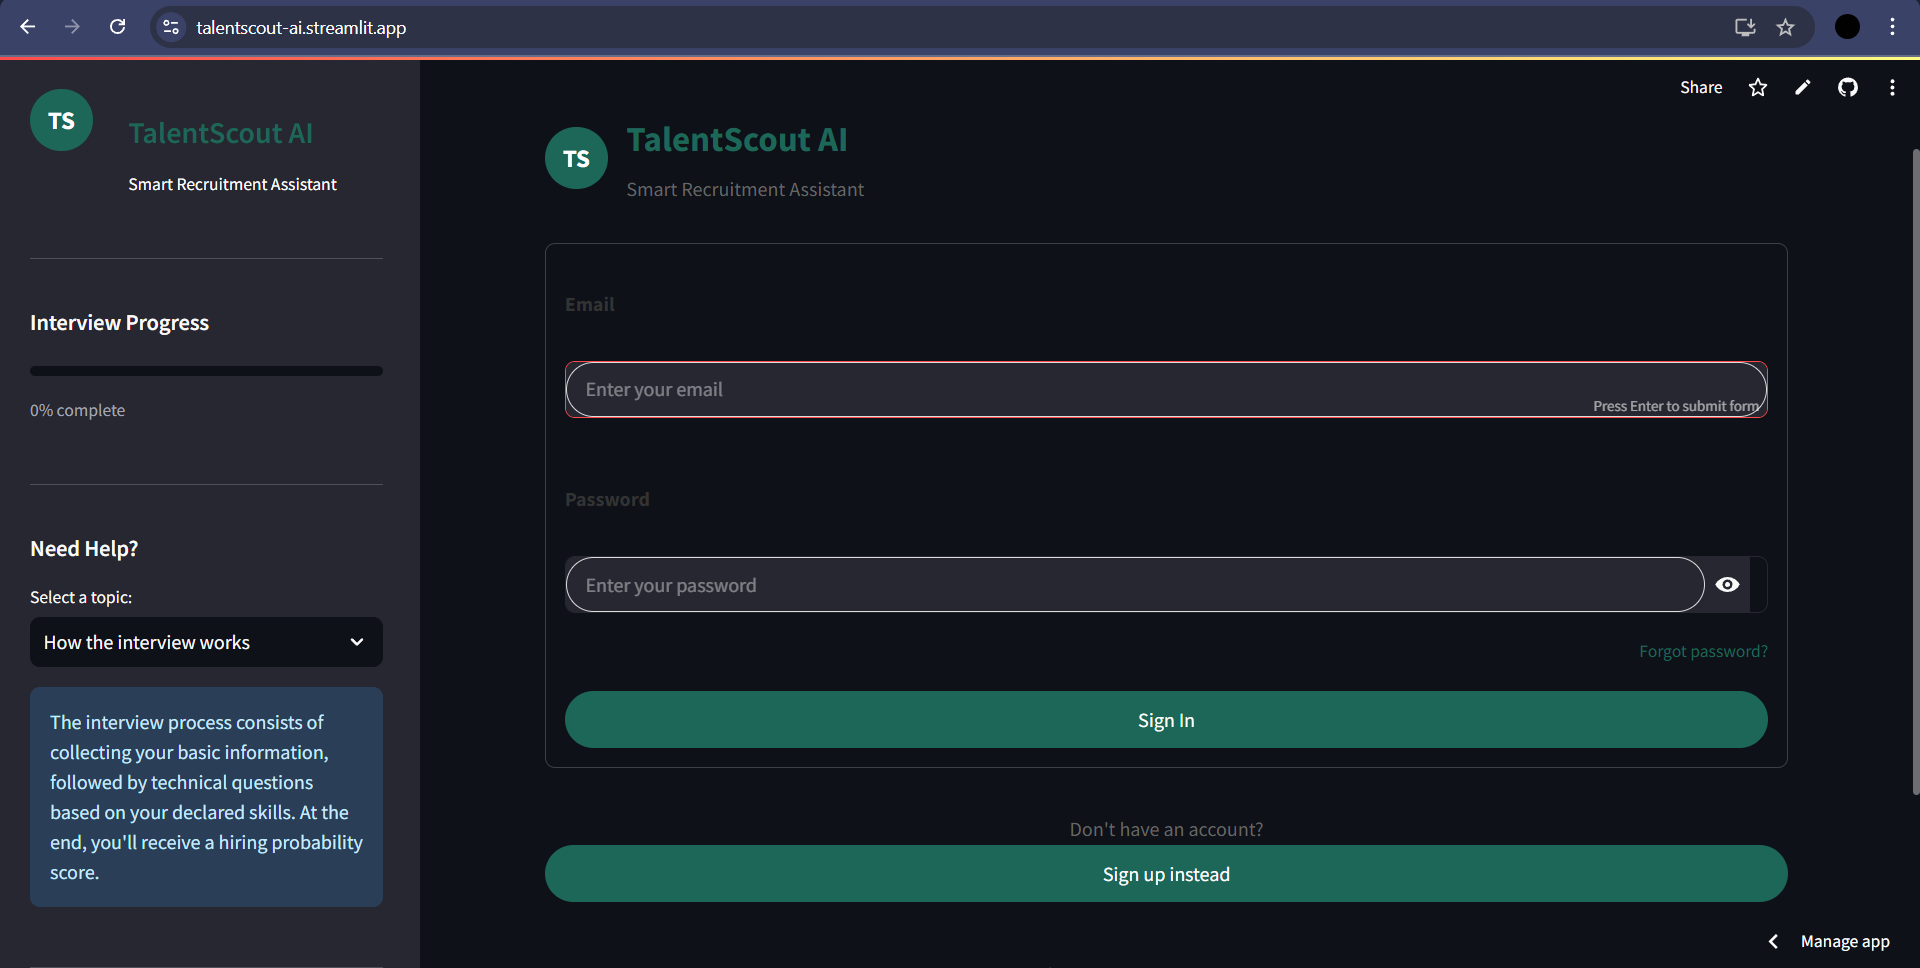 talentscout-ai.streamlit.app
Share
TS
TalentScout AI
Smart Recruitment Assistant
Interview Progress
0% complete
Need Help?
Select a topic:
How the interview works
The interview process consists of
collecting your basic information,
followed by technical questions
based on your declared skills. At the
end, you'll receive a hiring probability
score.
TS
TalentScout AI
Smart Recruitment Assistant
Email
Enter your email
Press Enter to submit form
Password
Enter your password
Forgot password?
Sign In
Don't have an account?
Sign up instead
Manage app